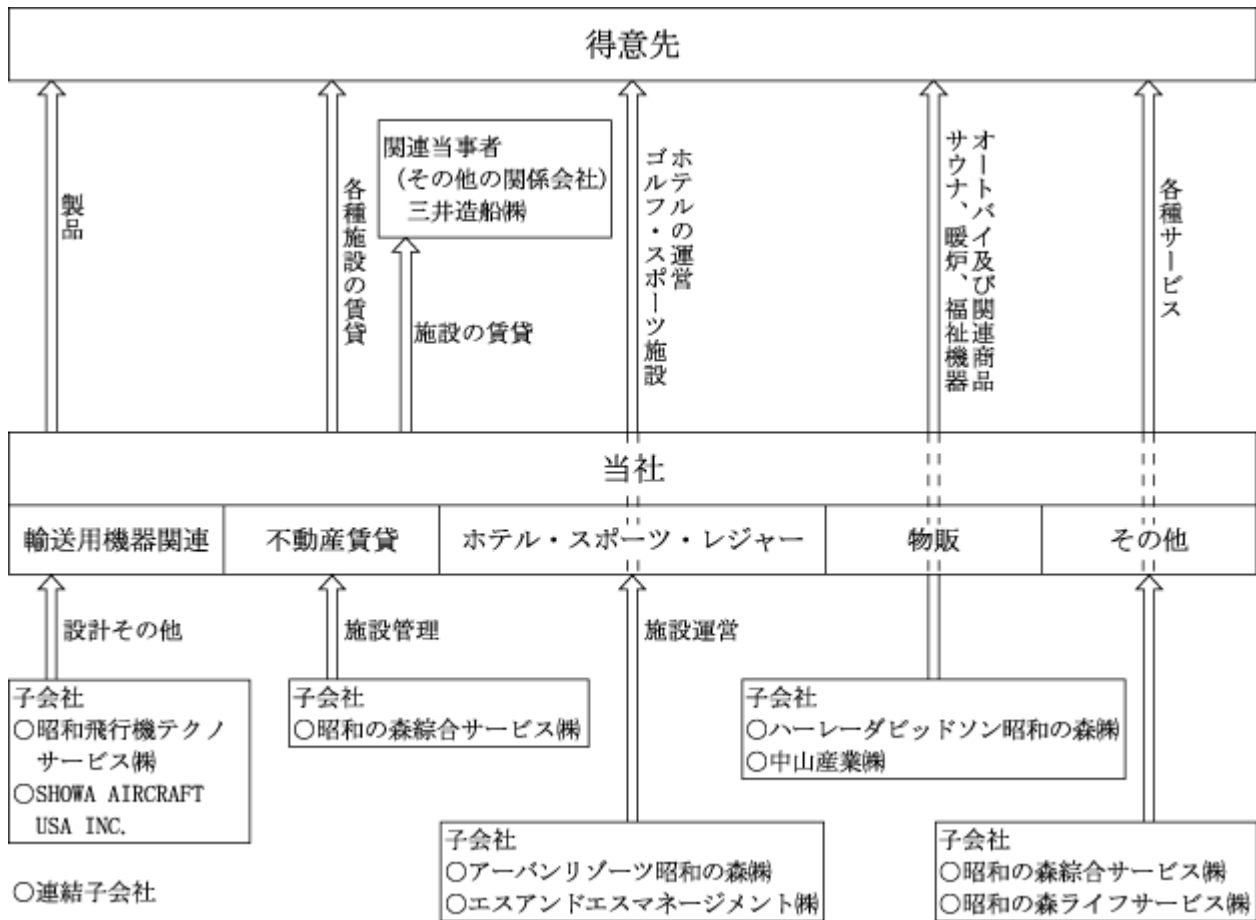 得意先
製品
各種施設の賃貸
関連当事者
(その他の関係会社)
三井造船㈱
施設の賃貸
ホテルの運営
ゴルフ・スポーツ施設
オートバイ及び関連商品
サウナ、暖炉、福祉機器
各種サービス
当社
輸送用機器関連
不動産賃貸
ホテル・スポーツ・レジャー
物販
その他
設計その他
施設管理
施設運営
子会社
○昭和飛行機テクノ
サービス㈱
○SHOWA AIRCRAFT
USA INC.
子会社
○昭和の森綜合サービス㈱
子会社
○アーバンリゾーツ昭和の森㈱
○エスアンドエスマネージメント㈱
子会社
○ハーレーダビッドソン昭和の森㈱
○中山産業㈱
子会社
○昭和の森綜合サービス㈱
○昭和の森ライフサービス㈱
○連結子会社